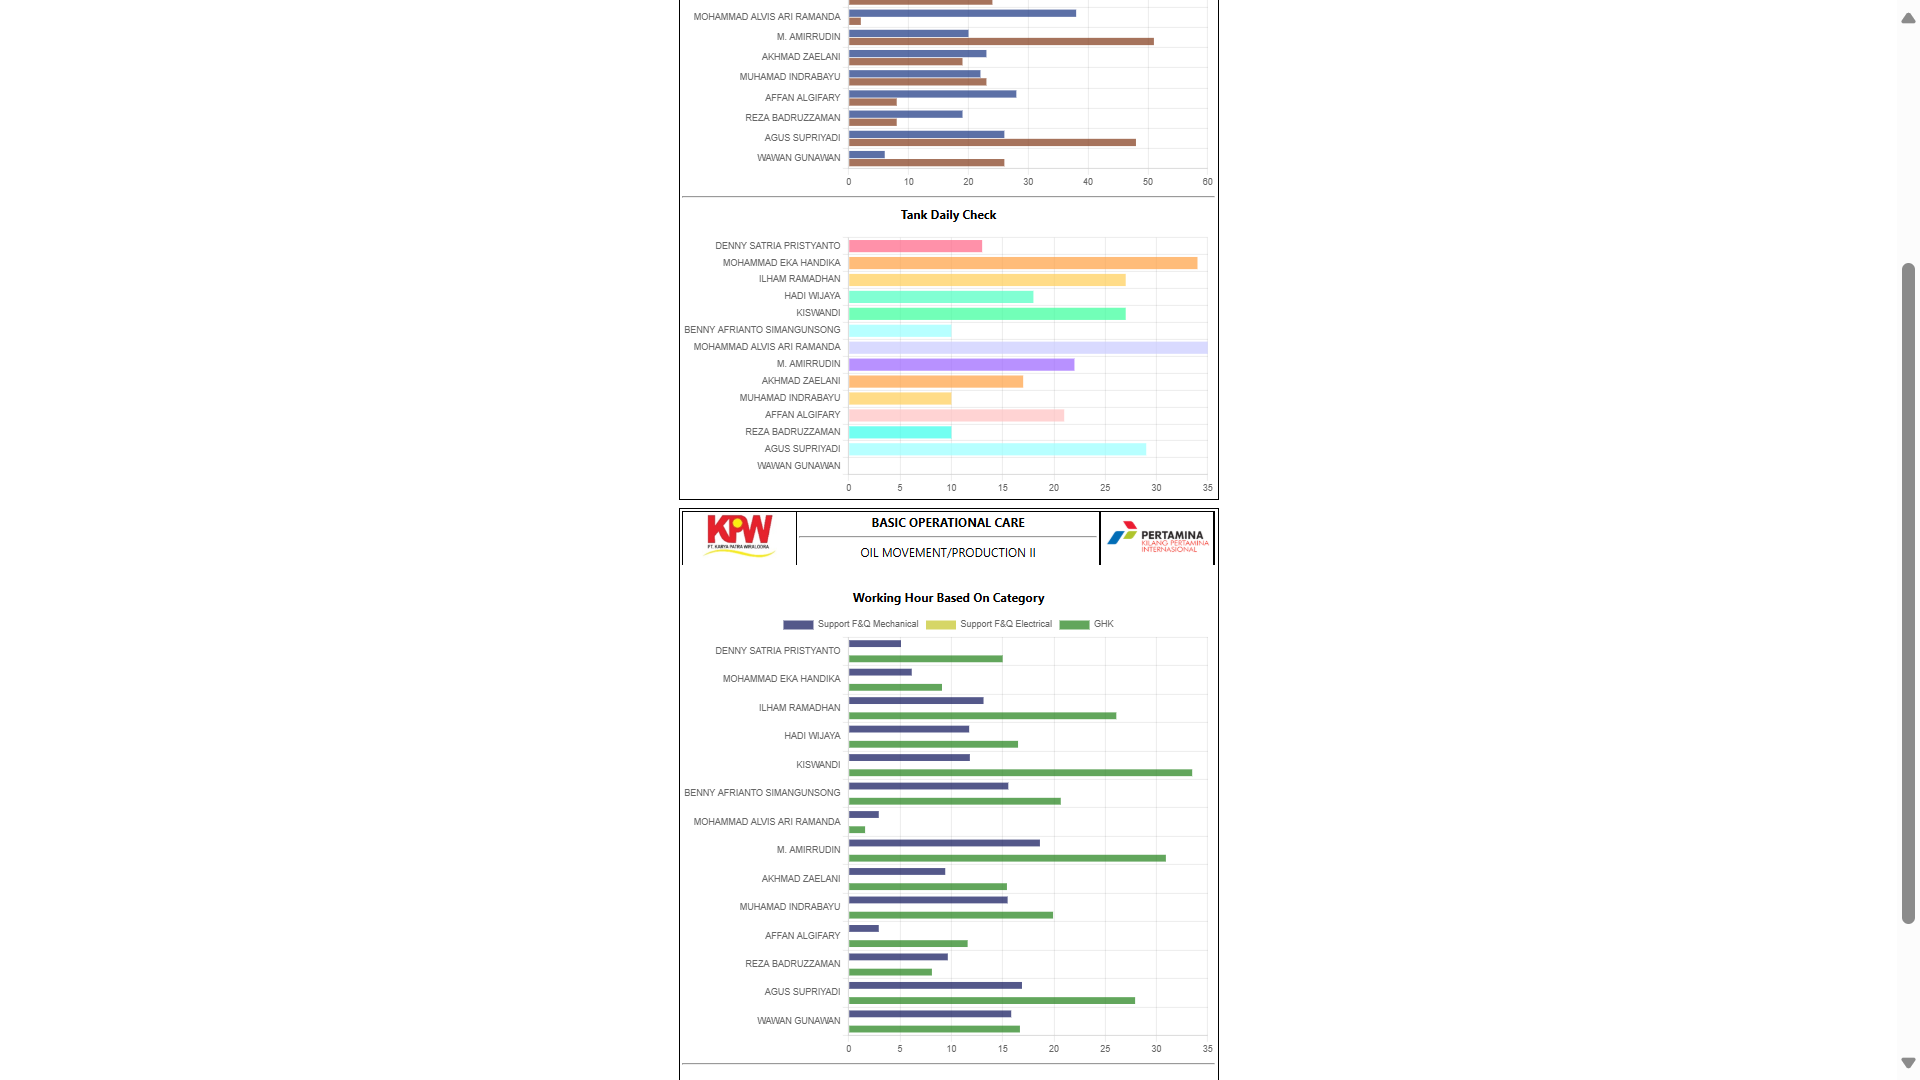 MOHAMMAD ALVIS ARI RAMANDA
M. AMIRRUDIN
AKHMAD ZAELANI
MUHAMAD INDRABAYU
AFFAN ALGIFARY
REZA BADRUZZAMAN
AGUS SUPRIYADI
WAWAN GUNAWAN
0 10 20 30 40 50 60
Tank Daily Check
DENNY SATRIA PRISTYANTO
MOHAMMAD EKA HANDIKA
ILHAM RAMADHAN
HADI WIJAYA
KISWANDI
BENNY AFRIANTO SIMANGUNSONG
MOHAMMAD ALVIS ARI RAMANDA
M. AMIRRUDIN
AKHMAD ZAELANI
MUHAMAD INDRABAYU
AFFAN ALGIFARY
REZA BADRUZZAMAN
AGUS SUPRIYADI
WAWAN GUNAWAN
0 5 10 15 20 25 30 35
KPW
PT. KARYA PATRA WIRALODRA
BASIC OPERATIONAL CARE
OIL MOVEMENT/PRODUCTION II
PERTAMINA
KILANG PERTAMINA
INTERNASIONAL
Working Hour Based On Category
Support F&Q Mechanical Support F&Q Electrical GHK
DENNY SATRIA PRISTYANTO
MOHAMMAD EKA HANDIKA
ILHAM RAMADHAN
HADI WIJAYA
KISWANDI
BENNY AFRIANTO SIMANGUNSONG
MOHAMMAD ALVIS ARI RAMANDA
M. AMIRRUDIN
AKHMAD ZAELANI
MUHAMAD INDRABAYU
AFFAN ALGIFARY
REZA BADRUZZAMAN
AGUS SUPRIYADI
WAWAN GUNAWAN
0 5 10 15 20 25 30 35